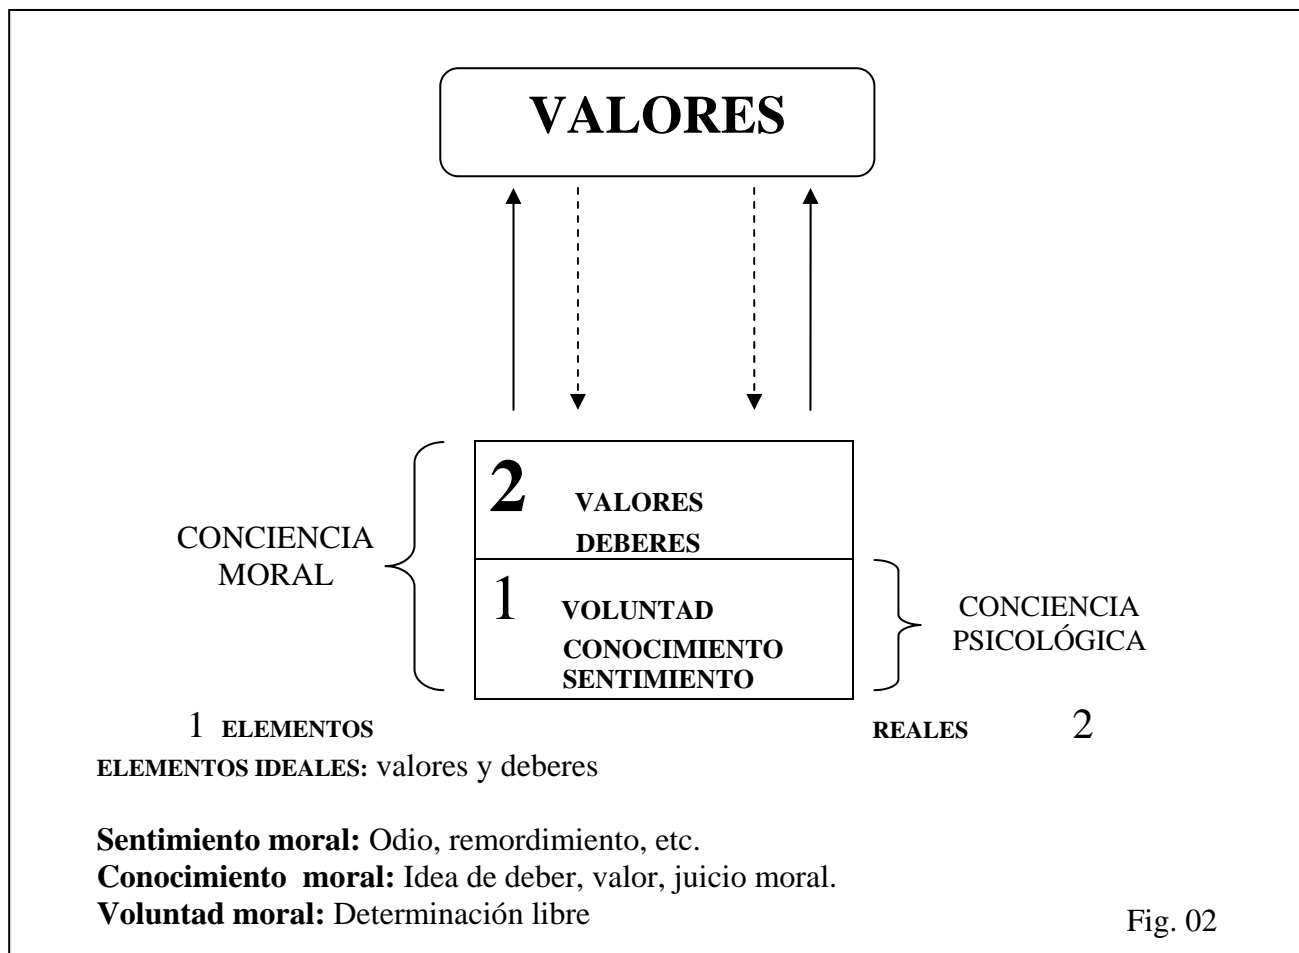 VALORES
2 VALORES
DEBERES
CONCIENCIA
MORAL
1 VOLUNTAD
CONOCIMIENTO
SENTIMIENTO
CONCIENCIA
PSICOLÓGICA
1 ELEMENTOS REALES 2
ELEMENTOS IDEALES: valores y deberes
Sentimiento moral: Odio, remordimiento, etc.
Conocimiento moral: Idea de deber, valor, juicio moral.
Voluntad moral: Determinación libre
Fig. 02